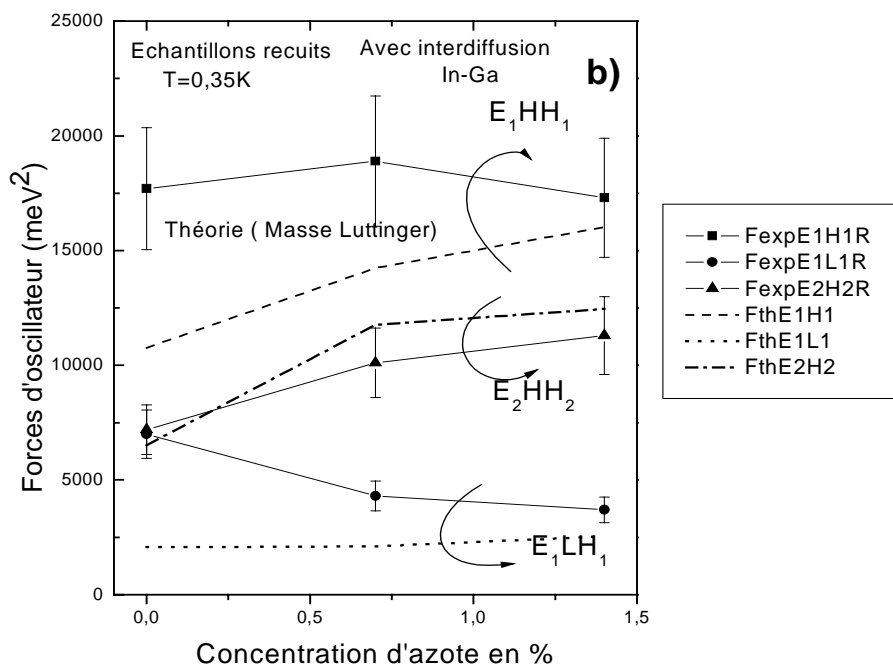 25000
20000
15000
10000
5000
0
Forces d'oscillateur (meV²)
Echantillons recuits
T=0,35K
Avec interdiffusion
In-Ga
b)
E₁HH₁
Théorie ( Masse Luttinger)
E₂HH₂
E₁LH₁
0,0
0,5
1,0
1,5
Concentration d'azote en %
FexpE1H1R
FexpE1L1R
FexpE2H2R
FthE1H1
FthE1L1
FthE2H2